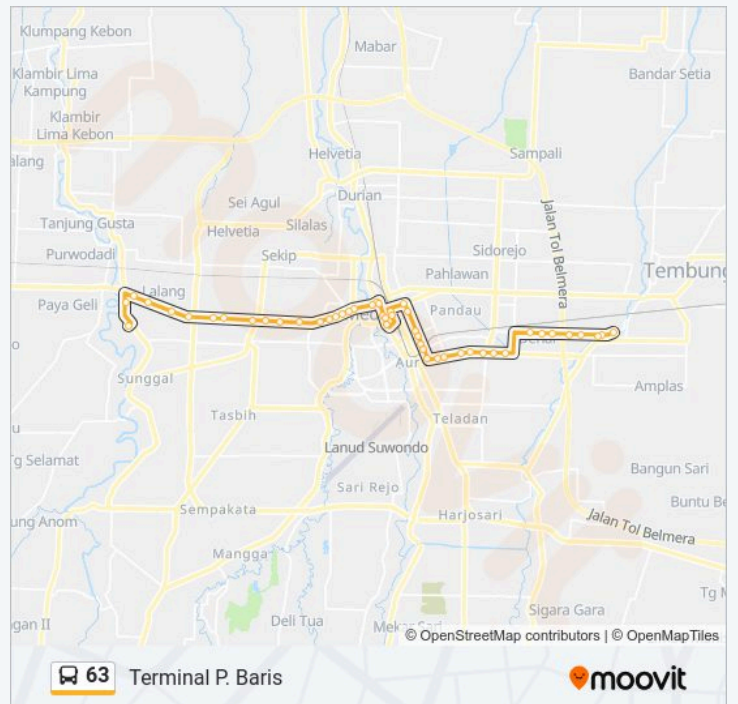 Klumpang Kebon
Mabar
Klambir Lima
Kampung
Bandar Setia
Klambir
Lima Kebon
alang
Helvetia
Sampali
Durian
Sei Agul
Tanjung Gusta
Silalas
Helvetia
Jalan Tol Belmera
Purwodadi
Sekip
Sidorejo
Pahlawan
Tembung
Lalang
Paya Geli
Pandau
Aur
Sunggal
Amplas
Tasbih
Teladan
Lanud Suwondo
g Selamat
Bangun Sari
Sari Rejo
Sempakata
Buntu Be
ung Anom
Harjosari
Jalan Tol Belmera
Mangga
Tg M
Sigara Gara
Deli Tua
gan II
© OpenStreetMap contributors | © OpenMapTiles
63 Terminal P. Baris
moovit